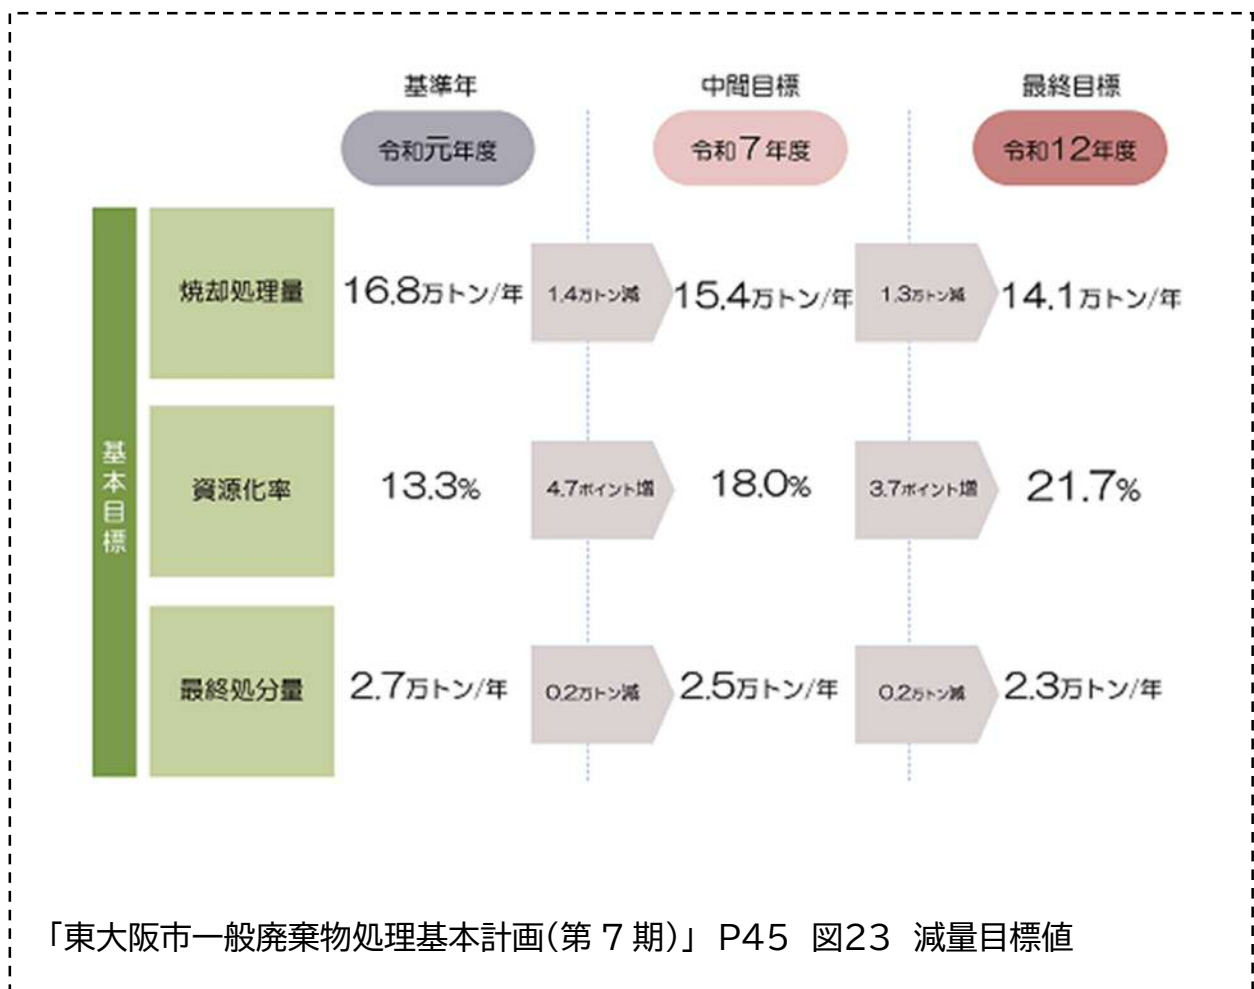 基準年
中間目標
最終目標
令和元年度
令和7年度
令和12年度
基本目標
焼却処理量
16.8万トン/年
1.4万トン減
15.4万トン/年
1.3万トン減
14.1万トン/年
資源化率
13.3%
4.7ポイント増
18.0%
3.7ポイント増
21.7%
最終処分量
2.7万トン/年
0.2万トン減
2.5万トン/年
0.2万トン減
2.3万トン/年
「東大阪市一般廃棄物処理基本計画(第7期)」 P45 図23 減量目標値